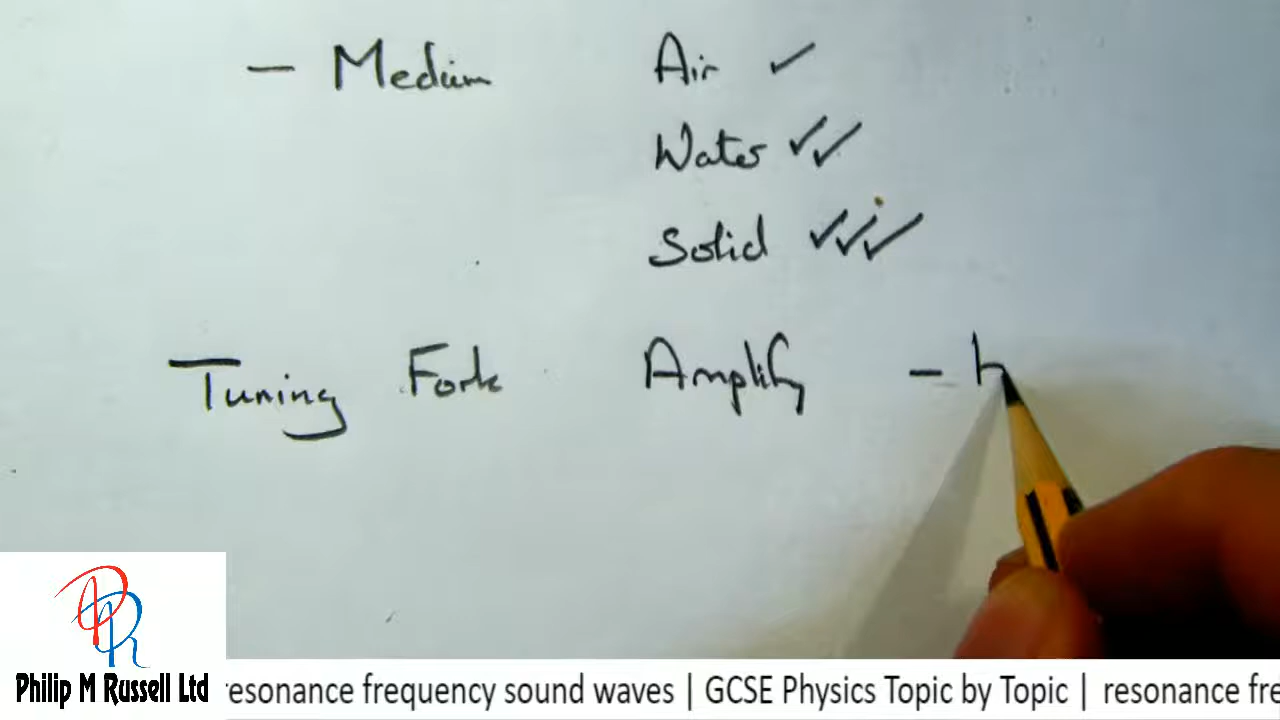 - Medium Air ✓
Water ✓✓
Solid ✓✓✓
Tuning Fork Amplify - h
Philip M Russell Ltd
resonance frequency sound waves | GCSE Physics Topic by Topic | resonance fre